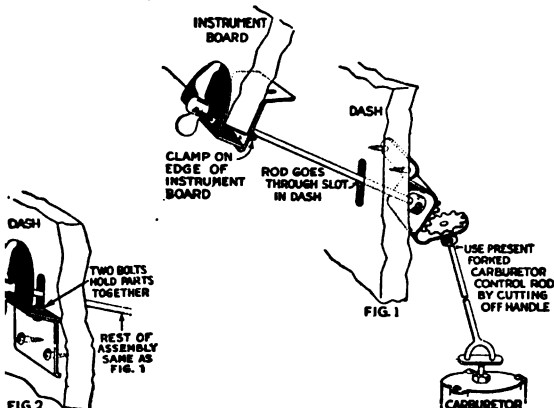 INSTRUMENT
BOARD
DASH
CLAMP ON
EDGE OF
INSTRUMENT
BOARD
ROD GOES
THROUGH SLOT
IN DASH
USE PRESENT
FORKED
CARBURETOR
CONTROL ROD
BY CUTTING
OFF HANDLE
FIG. 1
CARBURETOR
DASH
TWO BOLTS
HOLD PARTS
TOGETHER
REST OF
ASSEMBLY
SAME AS
FIG. 1
FIG 2